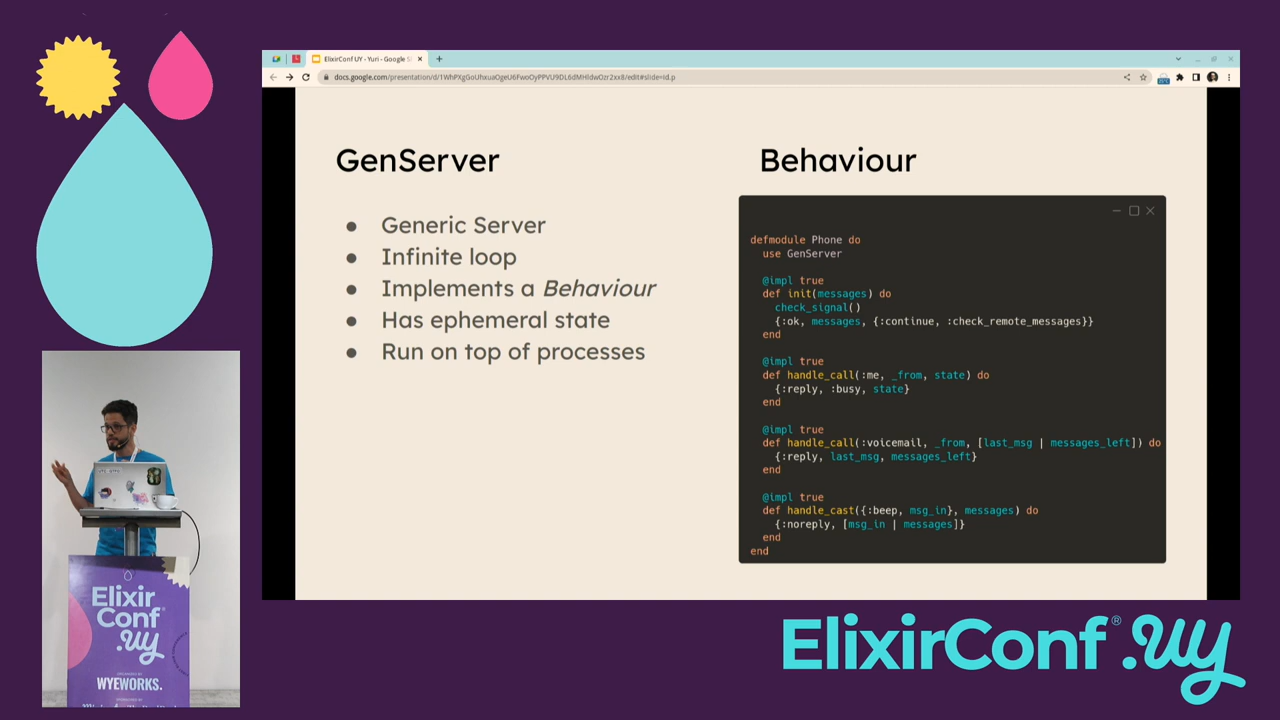 ElixirConf UY - Yuri - Google Sl
docs.google.com/presentation/d/1WhPXgGoUhxuaOgeU6FwoOyPPVU9DL6dMHldwOzr2xx8/edit#slide=id.p
GenServer
● Generic Server
● Infinite loop
● Implements a Behaviour
● Has ephemeral state
● Run on top of processes
Behaviour
defmodule Phone do
  use GenServer
  @impl true
  def init(messages) do
    check_signal()
    {:ok, messages, {:continue, :check_remote_messages}}
  end
  @impl true
  def handle_call(:me, _from, state) do
    {:reply, :busy, state}
  end
  @impl true
  def handle_call(:voicemail, _from, [last_msg | messages_left]) do
    {:reply, last_msg, messages_left}
  end
  @impl true
  def handle_cast({:beep, msg_in}, messages) do
    {:noreply, [msg_in | messages]}
  end
end
Elixir
Conf®
.uy
WYEWORKS.
ElixirConf® .uy